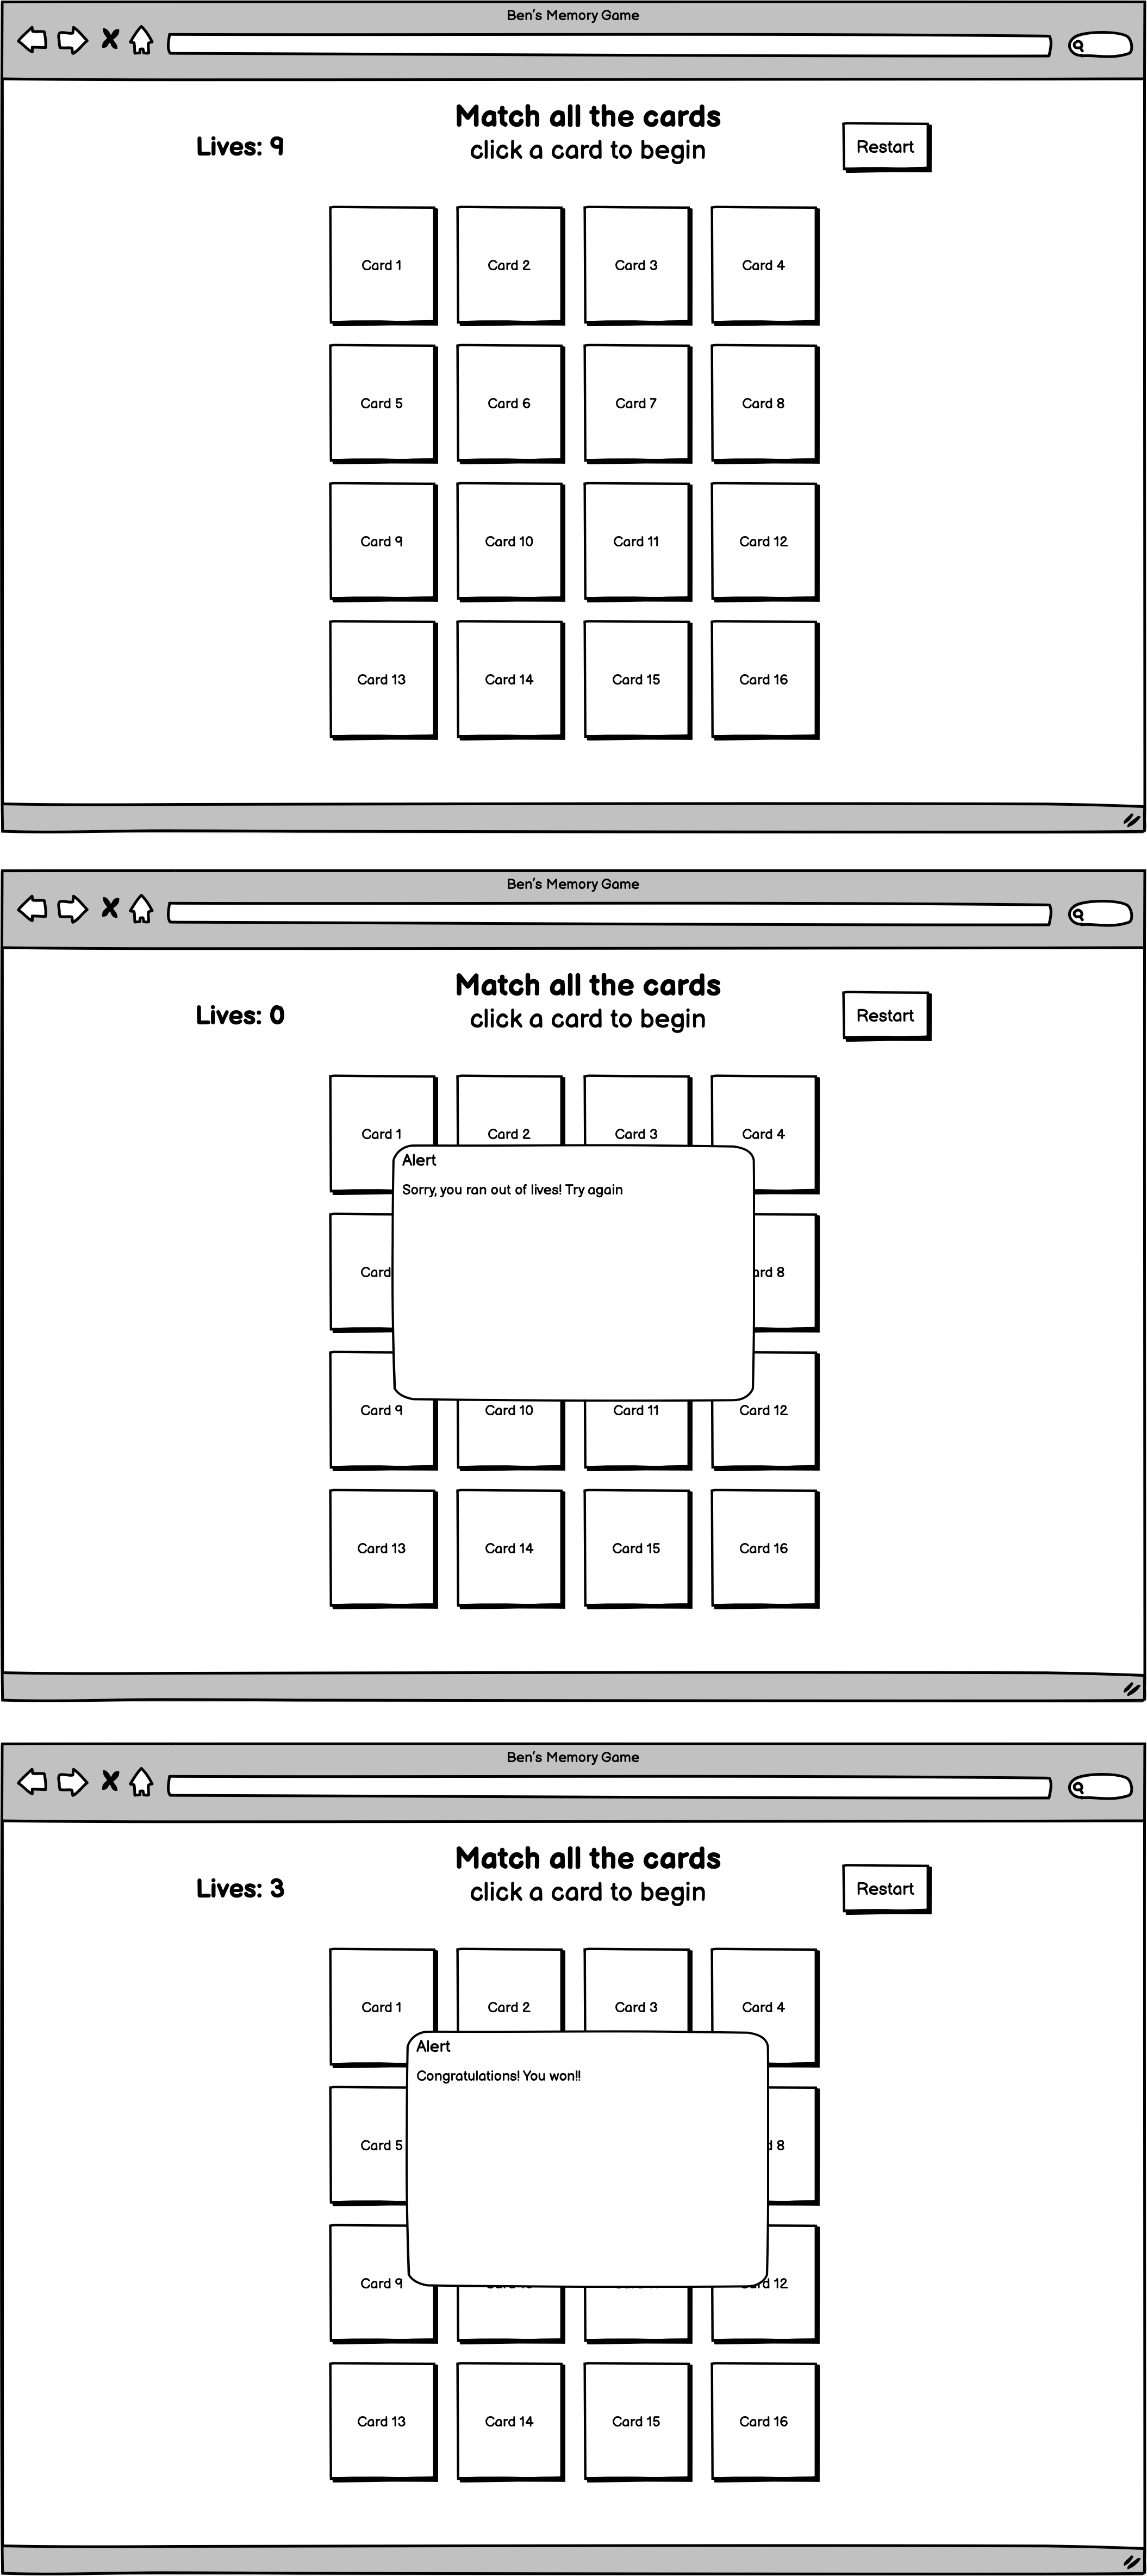 Ben's Memory Game
Match all the cards
Lives: 9
click a card to begin
Restart
Card 1 Card 2 Card 3 Card 4
Card 5 Card 6 Card 7 Card 8
Card 9 Card 10 Card 11 Card 12
Card 13 Card 14 Card 15 Card 16
Ben's Memory Game
Match all the cards
Lives: 0
click a card to begin
Restart
Card 1 Card 2 Card 3 Card 4
Alert
Sorry, you ran out of lives! Try again
Card ard 8
Card 9 Card 10 Card 11 Card 12
Card 13 Card 14 Card 15 Card 16
Ben's Memory Game
Match all the cards
Lives: 3
click a card to begin
Restart
Card 1 Card 2 Card 3 Card 4
Alert
Congratulations! You won!!
Card 5 d 8
Card 9 rd 12
Card 13 Card 14 Card 15 Card 16